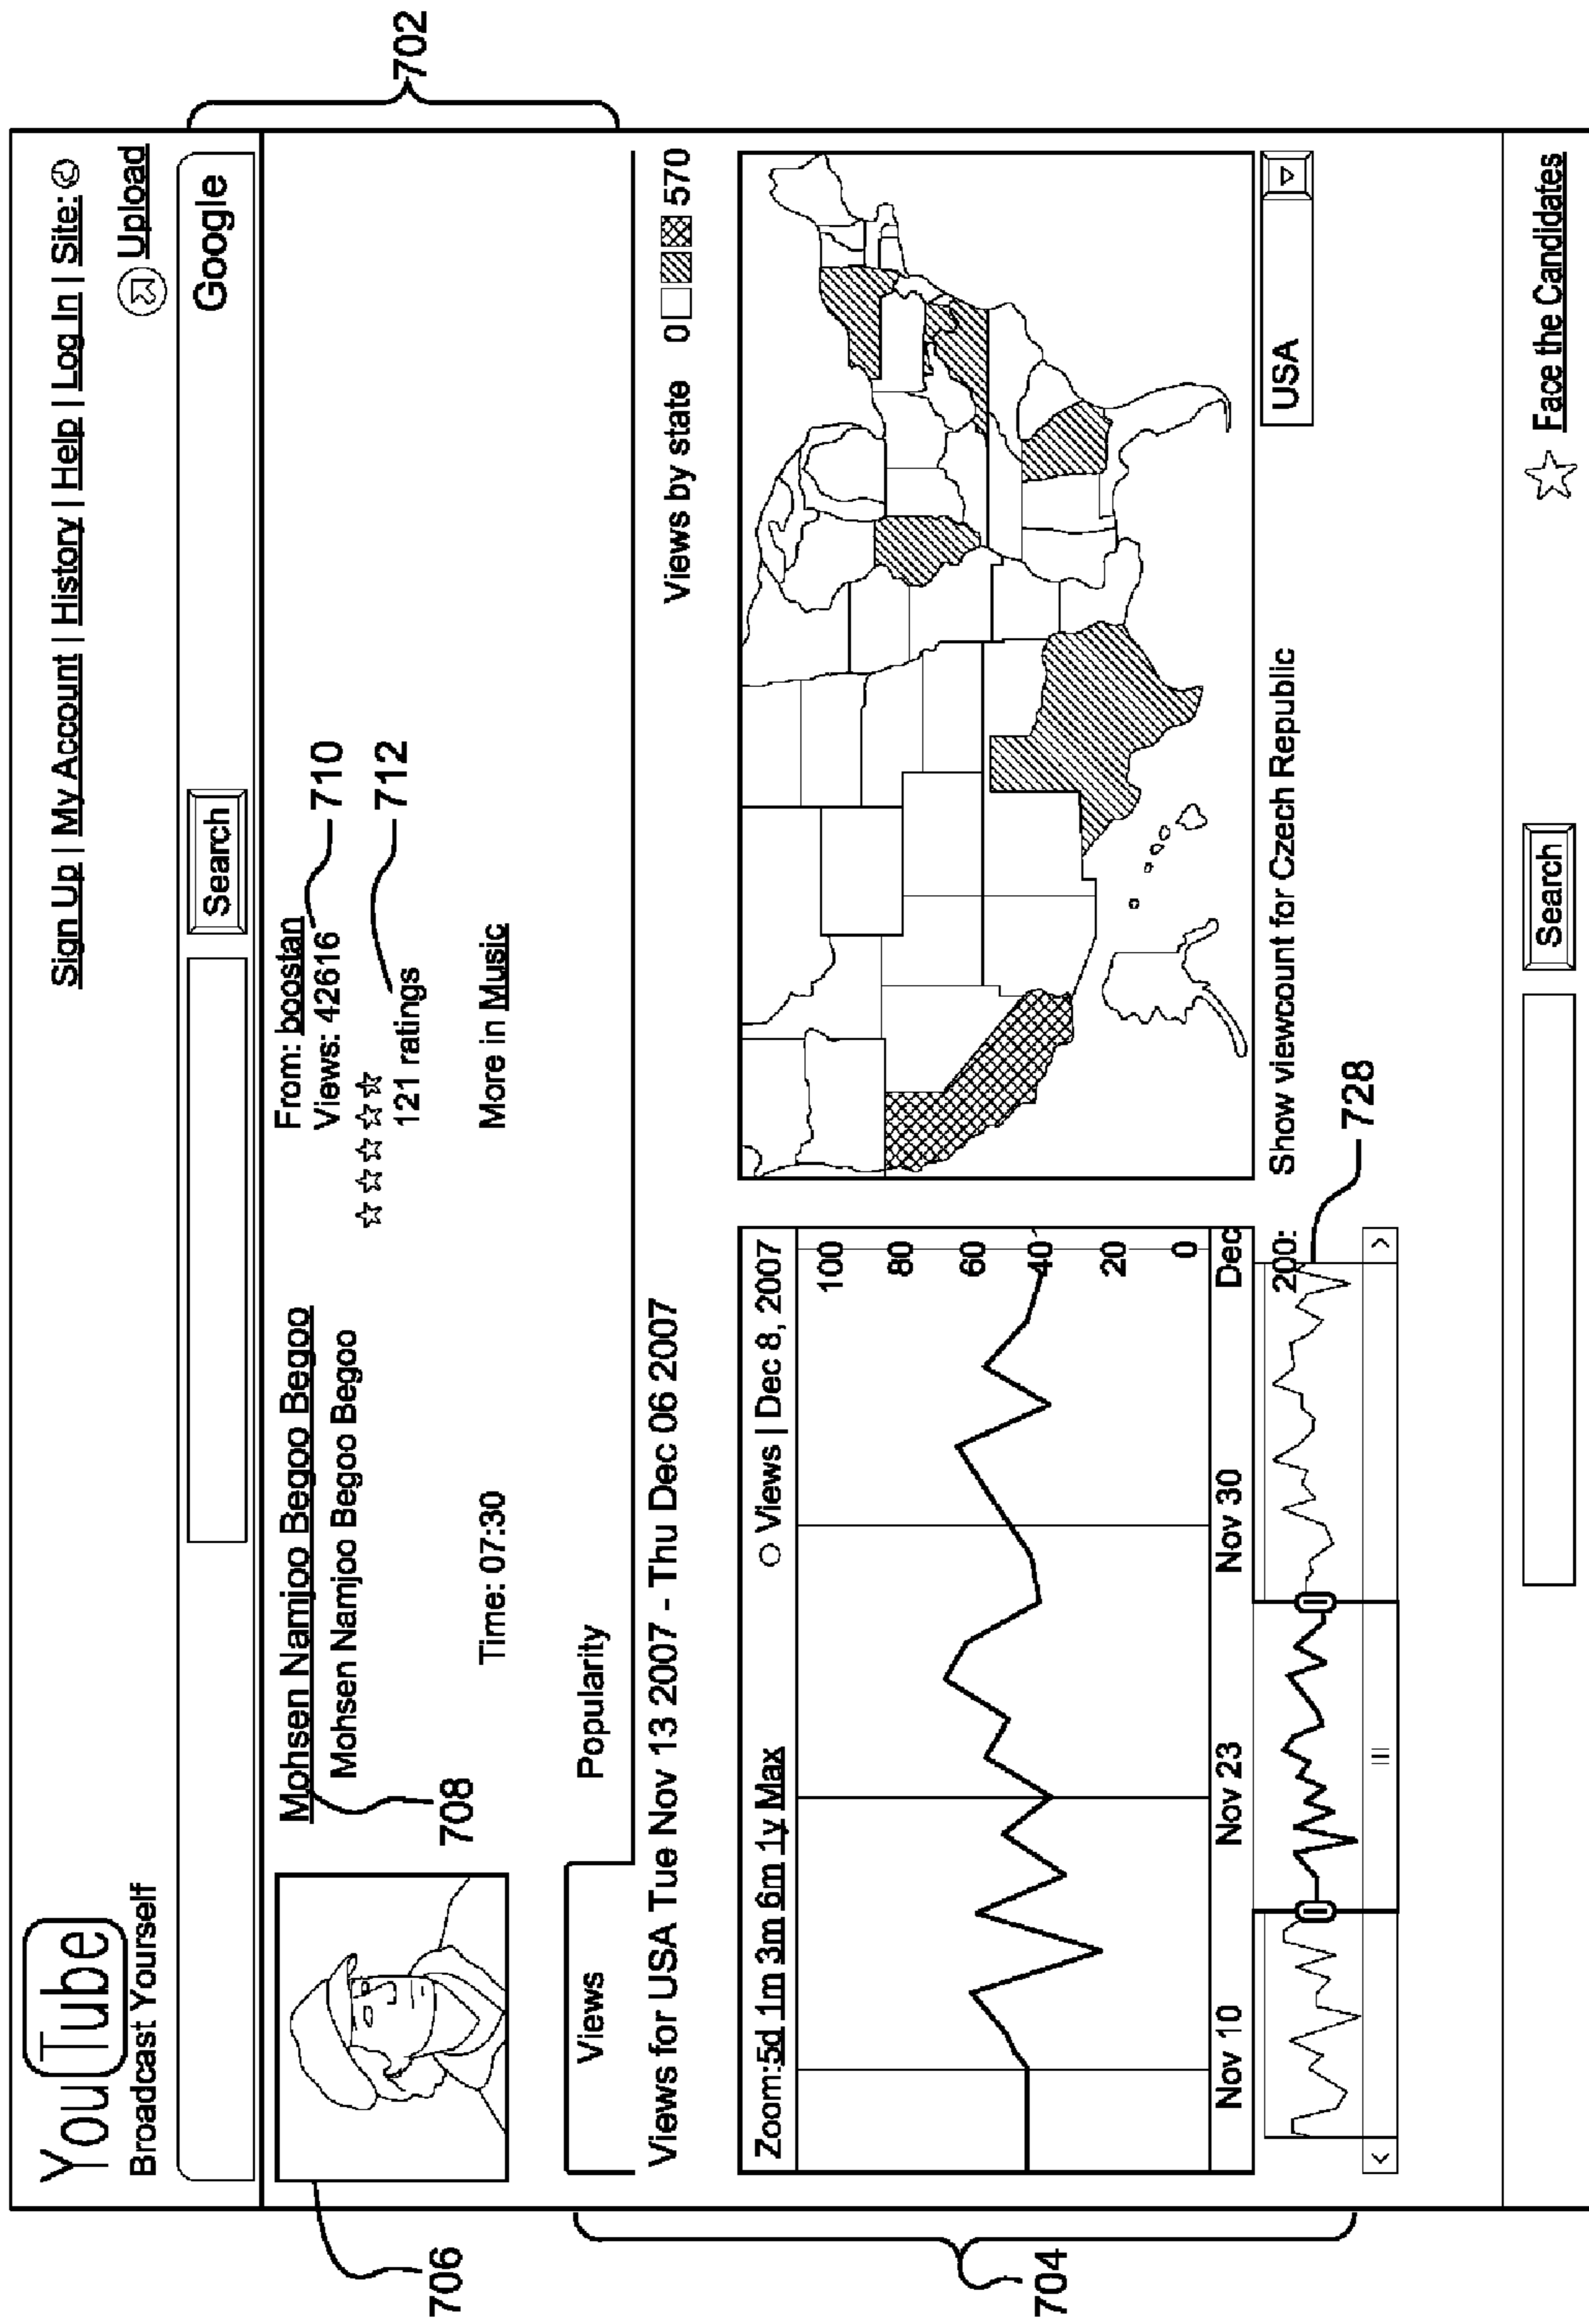 YouTube
Broadcast Yourself
Sign Up | My Account | History | Help | Log In | Site:
Upload
Search
Google
702
706
708
Mohsen Namjoo Begoo Begoo
Mohsen Namjoo Begoo Begoo
Time: 07:30
From: boostan
Views: 42616
710
121 ratings
712
More in Music
Views
Popularity
Views for USA Tue Nov 13 2007 - Thu Dec 06 2007
Views by state 0 570
704
Zoom:5d 1m 3m 6m 1y Max
Views | Dec 8, 2007
100
80
60
40
20
0
Nov 10
Nov 23
Nov 30
Dec
200:
728
Show viewcount for Czech Republic
USA
Search
Face the Candidates